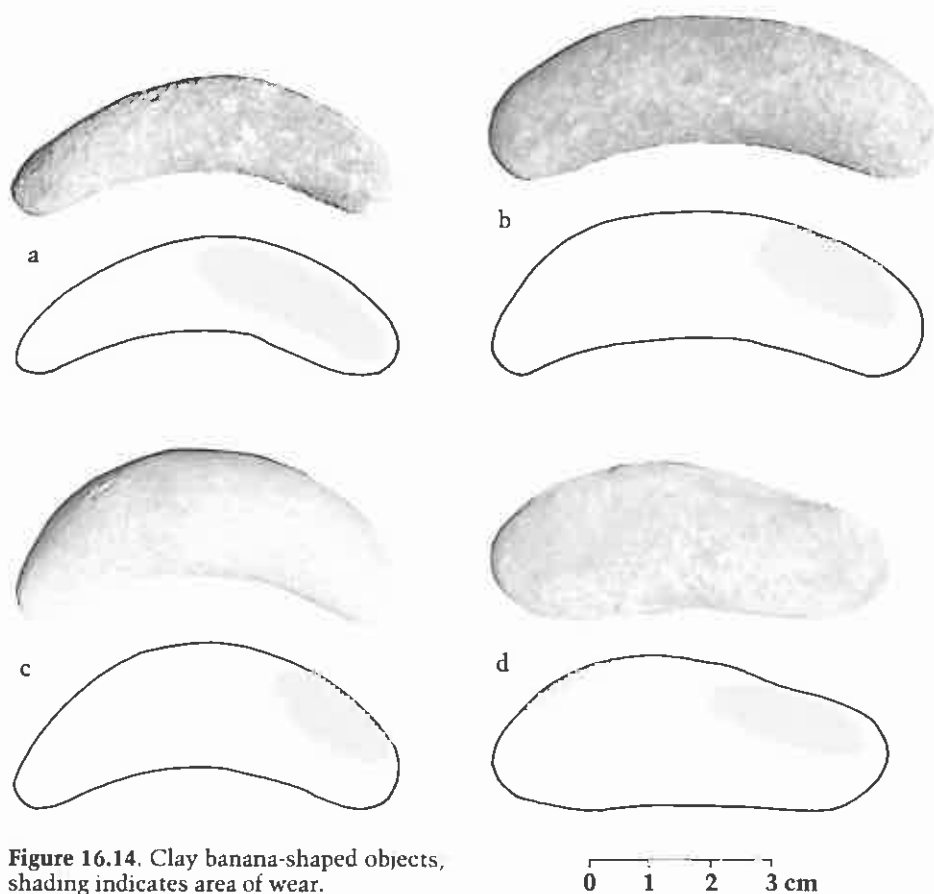 a
b
c
d
Figure 16.14. Clay banana-shaped objects,
shading indicates area of wear.
0 1 2 3 cm